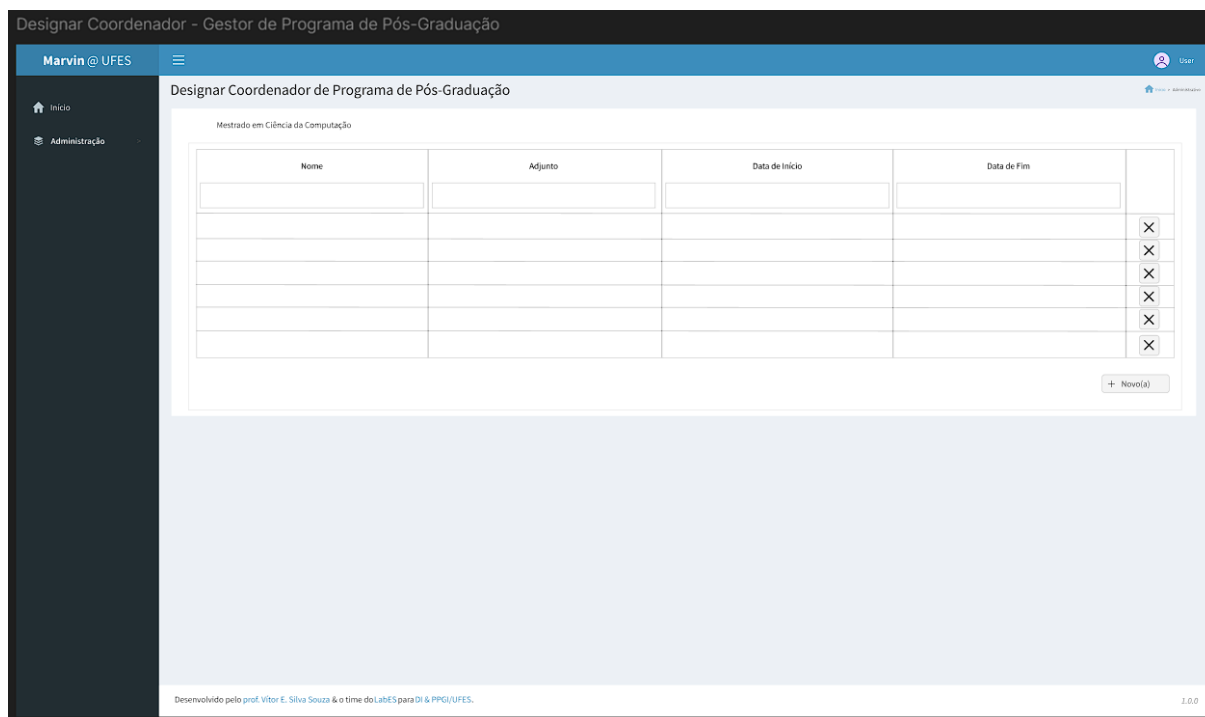 Designar Coordenador - Gestor de Programa de Pós-Graduação
Marvin @ UFES
User
Designar Coordenador de Programa de Pós-Graduação
Início > Administrativo
Início
Administração
Mestrado em Ciência da Computação
Nome Adjunto Data de Início Data de Fim
+ Novo(a)
Desenvolvido pelo prof. Vítor E. Silva Souza & o time do LabES para DI & PPGI/UFES.
1.0.0